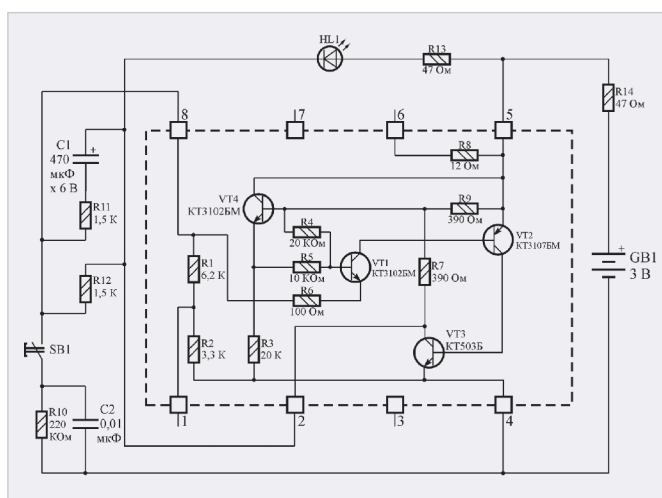 HL1
R13
47 Ом
R14
47 Ом
8
7
6
5
C1
470
мкФ
х 6 В
+
R8
12 Ом
VT4
КТ3102БМ
R9
390 Ом
R11
1,5 К
R4
20 КОм
VT2
КТ3107БМ
R5
10 КОм
VT1
КТ3102БМ
+
GB1
3 В
R1
6,2 К
R7
390 Ом
R12
1,5 К
R6
100 Ом
R2
3,3 К
R3
20 К
VT3
КТ503Б
SB1
R10
220
КОм
C2
0,01
мкФ
1
2
3
4